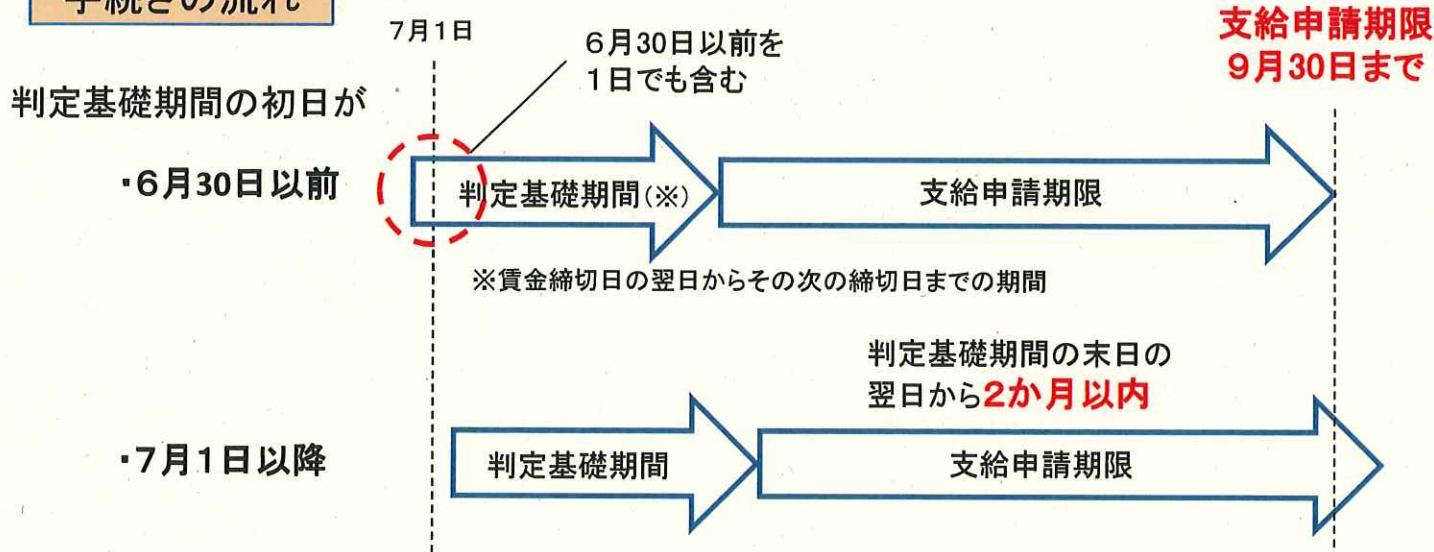 手続きの流れ
7月1日
6月30日以前を
1日でも含む
支給申請期限
9月30日まで
判定基礎期間の初日が
・6月30日以前
判定基礎期間(※)
支給申請期限
※賃金締切日の翌日からその次の締切日までの期間
判定基礎期間の末日の
翌日から2か月以内
・7月1日以降
判定基礎期間
支給申請期限